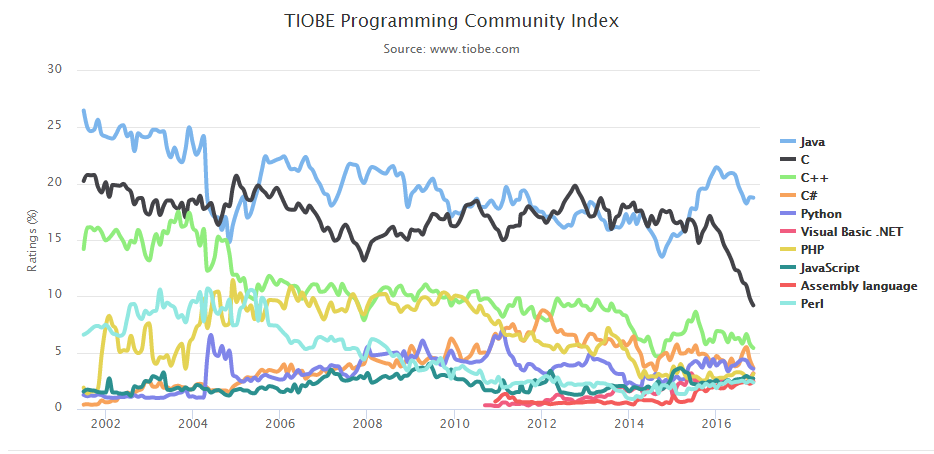 TIOBE Programming Community Index
Source: www.tiobe.com
Ratings (%)
30
25
20
15
10
5
0
2002 2004 2006 2008 2010 2012 2014 2016
Java
C
C++
C#
Python
Visual Basic .NET
PHP
JavaScript
Assembly language
Perl